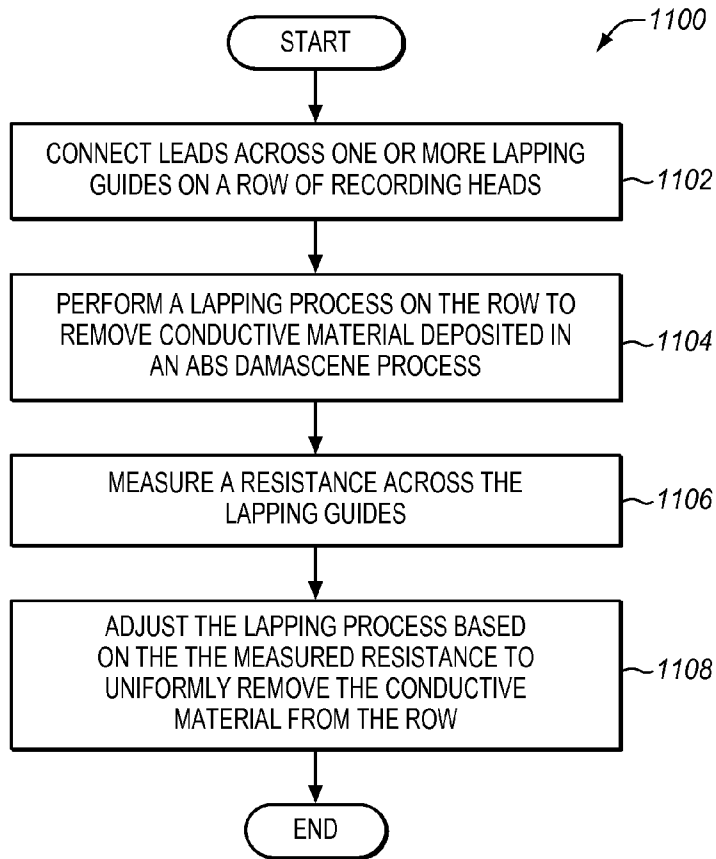 START
1100
CONNECT LEADS ACROSS ONE OR MORE LAPPING
GUIDES ON A ROW OF RECORDING HEADS
1102
PERFORM A LAPPING PROCESS ON THE ROW TO
REMOVE CONDUCTIVE MATERIAL DEPOSITED IN
AN ABS DAMASCENE PROCESS
1104
MEASURE A RESISTANCE ACROSS THE
LAPPING GUIDES
1106
ADJUST THE LAPPING PROCESS BASED
ON THE THE MEASURED RESISTANCE TO
UNIFORMLY REMOVE THE CONDUCTIVE
MATERIAL FROM THE ROW
1108
END